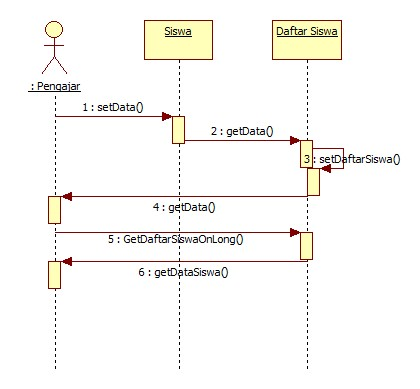 Siswa
Daftar Siswa
: Pengajar
1 : setData()
2 : getData()
3 : setDaftarSiswa()
4 : getData()
5 : GetDaftarSiswaOnLong()
6 : getDataSiswa()